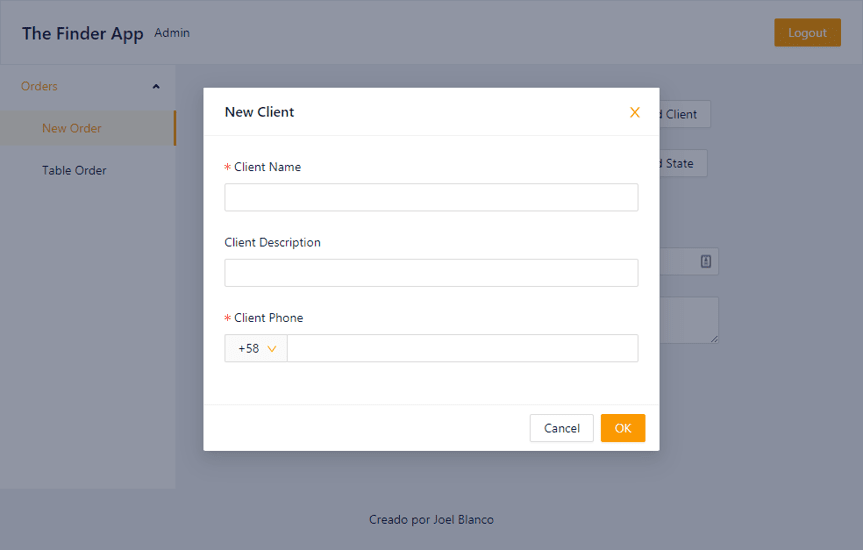 The Finder App Admin Logout
Orders
New Order
Table Order
d Client
d State
New Client
* Client Name
Client Description
* Client Phone
+58
Cancel OK
Creado por Joel Blanco